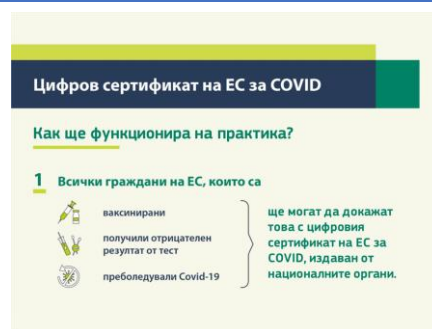 Цифров сертификат на ЕС за COVID
Как ще функционира на практика?
1 Всички граждани на ЕС, които са
ваксинирани
получили отрицателен
резултат от тест
преболедували Covid-19
ще могат да докажат
това с цифровия
сертификат на ЕС за
COVID, издаван от
националните органи.